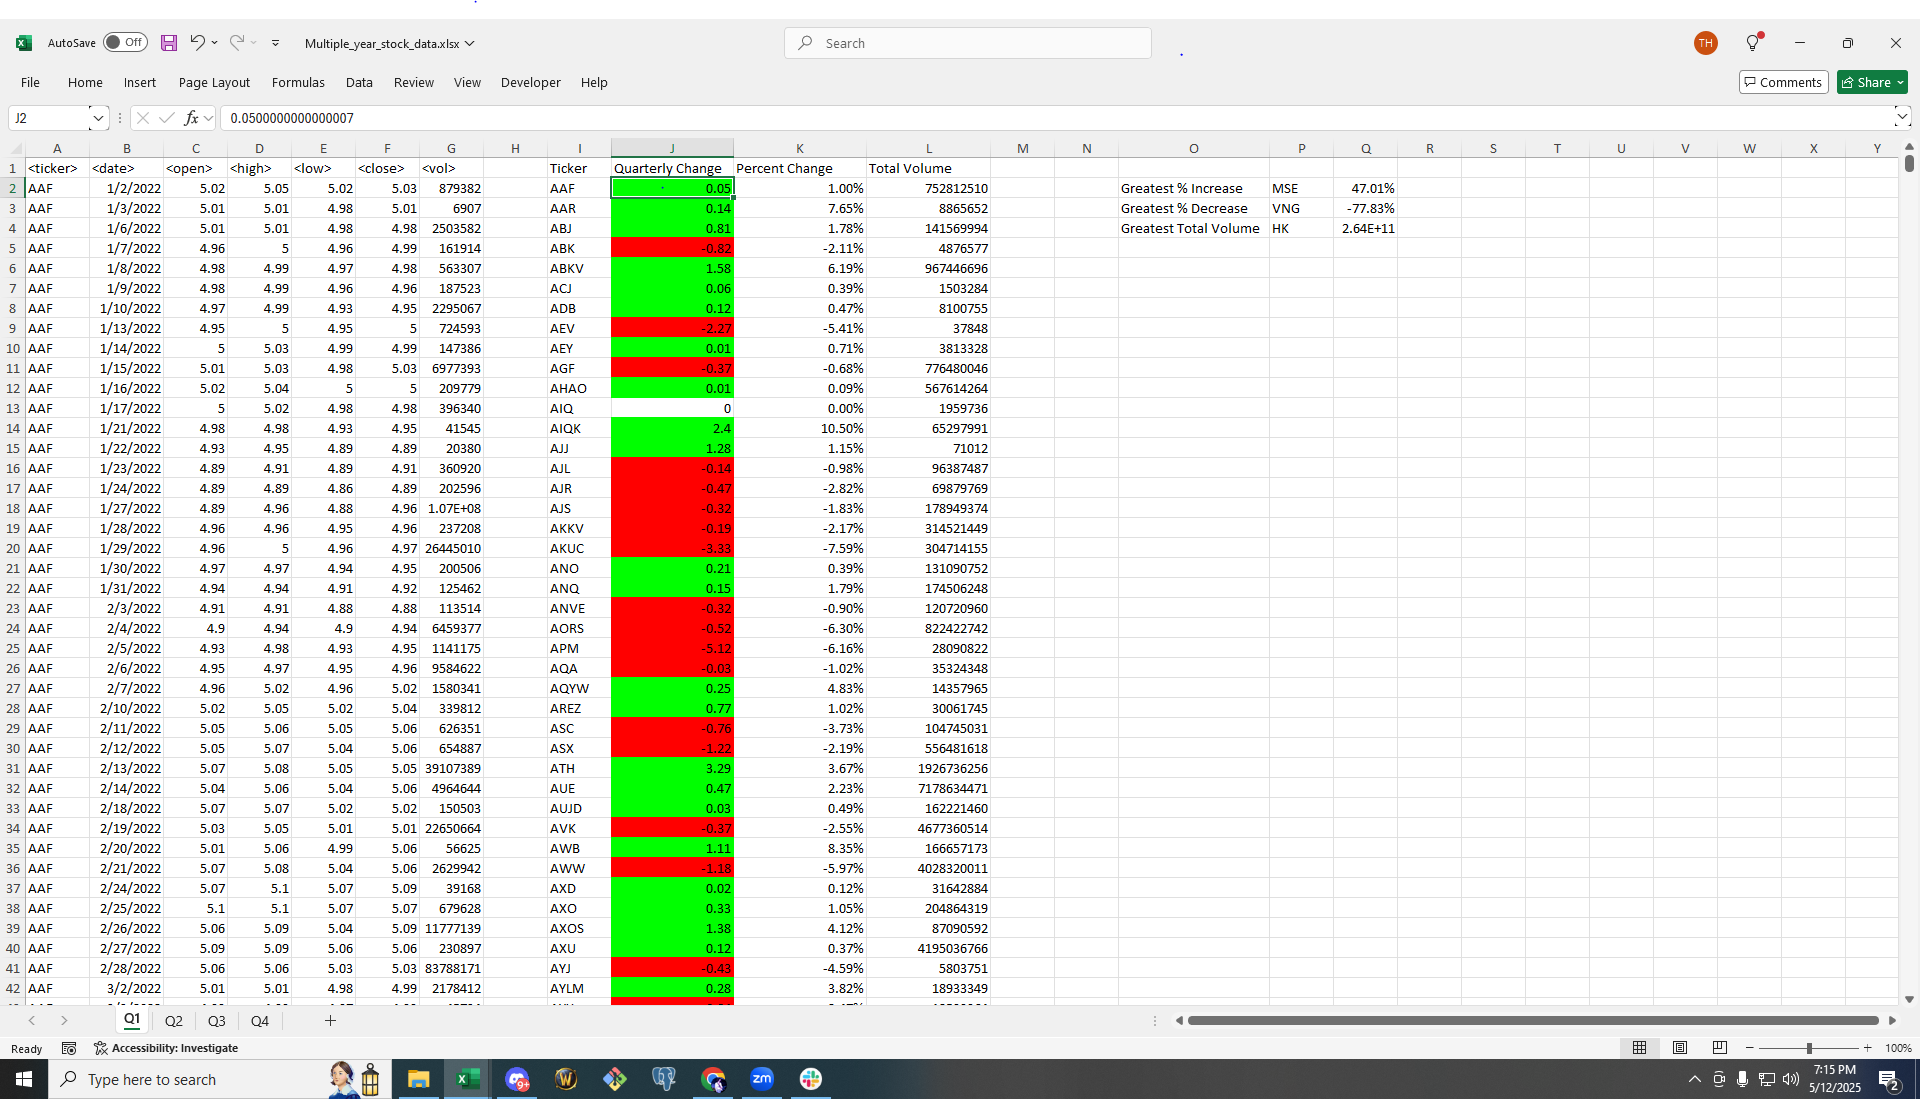 AutoSave Off Multiple_year_stock_data.xlsx Search TH
File Home Insert Page Layout Formulas Data Review View Developer Help Comments Share
J2 fx 0.0500000000000007
A B C D E F G H I J K L M N O P Q R S T U V W X Y
1 <ticker> <date> <open> <high> <low> <close> <vol> Ticker Quarterly Change Percent Change Total Volume
2 AAF 1/2/2022 5.02 5.05 5.02 5.03 879382 AAF 0.05 1.00% 752812510 Greatest % Increase MSE 47.01%
3 AAF 1/3/2022 5.01 5.01 4.98 5.01 6907 AAR 0.14 7.65% 8865652 Greatest % Decrease VNG -77.83%
4 AAF 1/6/2022 5.01 5.01 4.98 4.98 2503582 ABJ 0.81 1.78% 141569994 Greatest Total Volume HK 2.64E+11
5 AAF 1/7/2022 4.96 5 4.96 4.99 161914 ABK -0.82 -2.11% 4876577
6 AAF 1/8/2022 4.98 4.99 4.97 4.98 563307 ABKV 1.58 6.19% 967446696
7 AAF 1/9/2022 4.98 4.99 4.96 4.96 187523 ACJ 0.06 0.39% 1503284
8 AAF 1/10/2022 4.97 4.99 4.93 4.95 2295067 ADB 0.12 0.47% 8100755
9 AAF 1/13/2022 4.95 5 4.95 5 724593 AEV -2.27 -5.41% 37848
10 AAF 1/14/2022 5 5.03 4.99 4.99 147386 AEY 0.01 0.71% 3813328
11 AAF 1/15/2022 5.01 5.03 4.98 5.03 6977393 AGF -0.37 -0.68% 776480046
12 AAF 1/16/2022 5.02 5.04 5 5 209779 AHAO 0.01 0.09% 567614264
13 AAF 1/17/2022 5 5.02 4.98 4.98 396340 AIQ 0 0.00% 1959736
14 AAF 1/21/2022 4.98 4.98 4.93 4.95 41545 AIQK 2.4 10.50% 65297991
15 AAF 1/22/2022 4.93 4.95 4.89 4.89 20380 AJJ 1.28 1.15% 71012
16 AAF 1/23/2022 4.89 4.91 4.89 4.91 360920 AJL -0.14 -0.98% 96387487
17 AAF 1/24/2022 4.89 4.89 4.86 4.89 202596 AJR -0.47 -2.82% 69879769
18 AAF 1/27/2022 4.89 4.96 4.88 4.96 1.07E+08 AJS -0.32 -1.83% 178949374
19 AAF 1/28/2022 4.96 4.96 4.95 4.96 237208 AKKV -0.19 -2.17% 314521449
20 AAF 1/29/2022 4.96 5 4.96 4.97 26445010 AKUC -3.33 -7.59% 304714155
21 AAF 1/30/2022 4.97 4.97 4.94 4.95 200506 ANO 0.21 0.39% 131090752
22 AAF 1/31/2022 4.94 4.94 4.91 4.92 125462 ANQ 0.15 1.79% 174506248
23 AAF 2/3/2022 4.91 4.91 4.88 4.88 113514 ANVE -0.32 -0.90% 120720960
24 AAF 2/4/2022 4.9 4.94 4.9 4.94 6459377 AORS -0.52 -6.30% 822422742
25 AAF 2/5/2022 4.93 4.98 4.93 4.95 1141175 APM -5.12 -6.16% 28090822
26 AAF 2/6/2022 4.95 4.97 4.95 4.96 9584622 AQA -0.03 -1.02% 35324348
27 AAF 2/7/2022 4.96 5.02 4.96 5.02 1580341 AQYW 0.25 4.83% 14357965
28 AAF 2/10/2022 5.02 5.05 5.02 5.04 339812 AREZ 0.77 1.02% 30061745
29 AAF 2/11/2022 5.05 5.06 5.05 5.06 626351 ASC -0.76 -3.73% 104745031
30 AAF 2/12/2022 5.05 5.07 5.04 5.06 654887 ASX -1.22 -2.19% 556481618
31 AAF 2/13/2022 5.07 5.08 5.05 5.05 39107389 ATH 3.29 3.67% 1926736256
32 AAF 2/14/2022 5.04 5.06 5.04 5.06 4964644 AUE 0.47 2.23% 7178634471
33 AAF 2/18/2022 5.07 5.07 5.02 5.02 150503 AUJD 0.03 0.49% 162221460
34 AAF 2/19/2022 5.03 5.05 5.01 5.01 22650664 AVK -0.37 -2.55% 4677360514
35 AAF 2/20/2022 5.01 5.06 4.99 5.06 56625 AWB 1.11 8.35% 166657173
36 AAF 2/21/2022 5.07 5.08 5.04 5.06 2629942 AWW -1.18 -5.97% 4028320011
37 AAF 2/24/2022 5.07 5.1 5.07 5.09 39168 AXD 0.02 0.12% 31642884
38 AAF 2/25/2022 5.1 5.1 5.07 5.07 679628 AXO 0.33 1.05% 204864319
39 AAF 2/26/2022 5.06 5.09 5.04 5.09 11777139 AXOS 1.38 4.12% 87090592
40 AAF 2/27/2022 5.09 5.09 5.06 5.06 230897 AXU 0.12 0.37% 4195036766
41 AAF 2/28/2022 5.06 5.06 5.03 5.03 83788171 AYJ -0.43 -4.59% 5803751
42 AAF 3/2/2022 5.01 5.01 4.98 4.99 2178412 AYLM 0.28 3.82% 18933349
Q1 Q2 Q3 Q4
Ready Accessibility: Investigate 100%
Type here to search 9+ zm 7:15 PM
5/12/2025 2